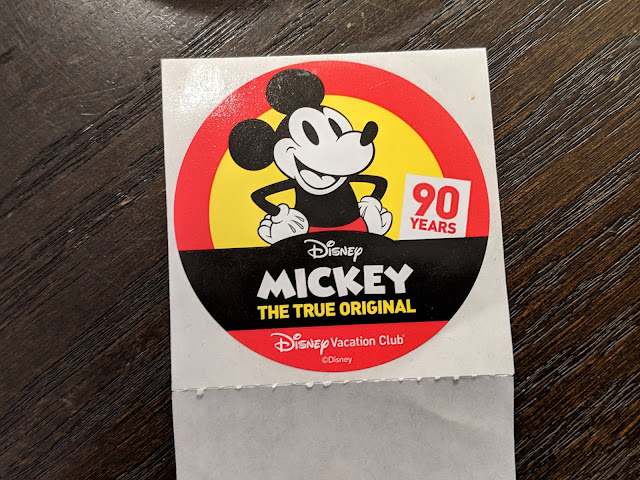 90
YEARS
Disney
MICKEY
THE TRUE ORIGINAL
Disney Vacation Club®
©Disney